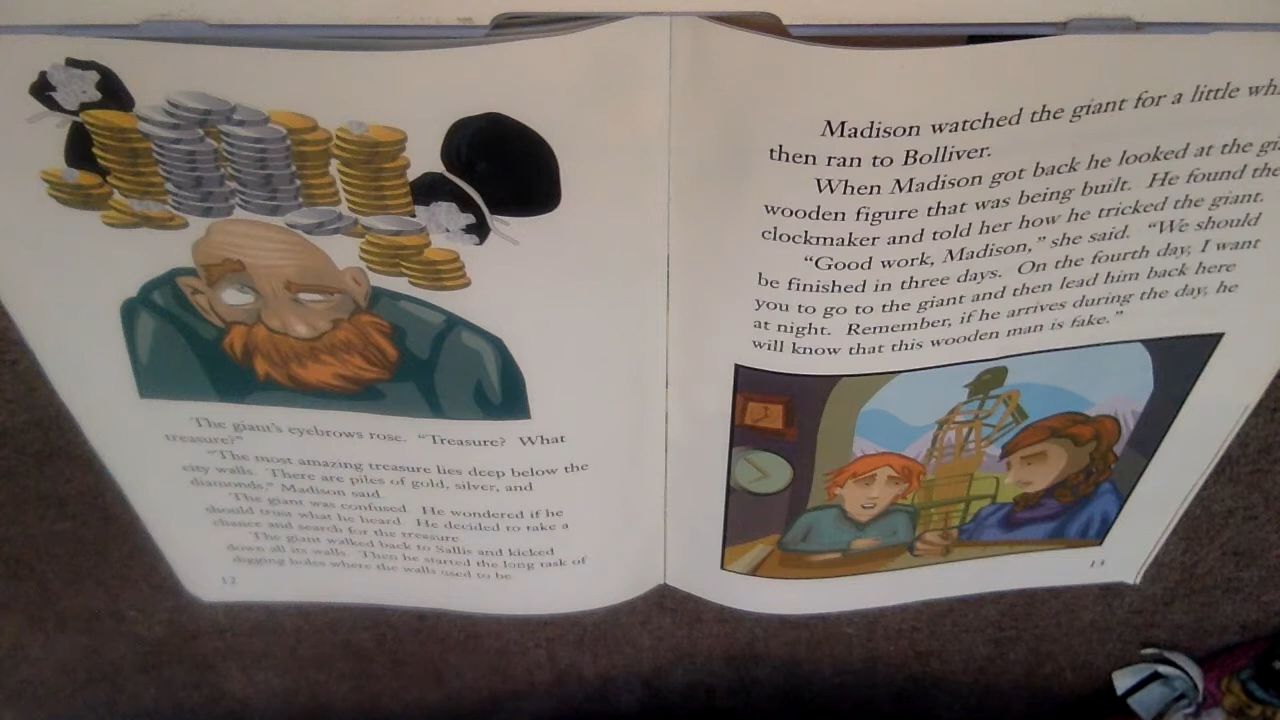 The giant's eyebrows rose. "Treasure? What
treasure?"
"The most amazing treasure lies deep below the
city walls. There are piles of gold, silver, and
diamonds," Madison said.
The giant was confused. He wondered if he
should trust what he heard. He decided to take a
chance and search for the treasure.
The giant walked back to Sallis and kicked
down all its walls. Then he started the long task of
digging holes where the walls used to be.
12
Madison watched the giant for a little
then ran to Bolliver.
When Madison got back he looked at the
wooden figure that was being built. He found the
clockmaker and told her how he tricked the giant.
"Good work, Madison," she said. "We should
be finished in three days. On the fourth day, I want
you to go to the giant and then lead him back here
at night. Remember, if he arrives during the day, he
will know that this wooden man is fake."
13